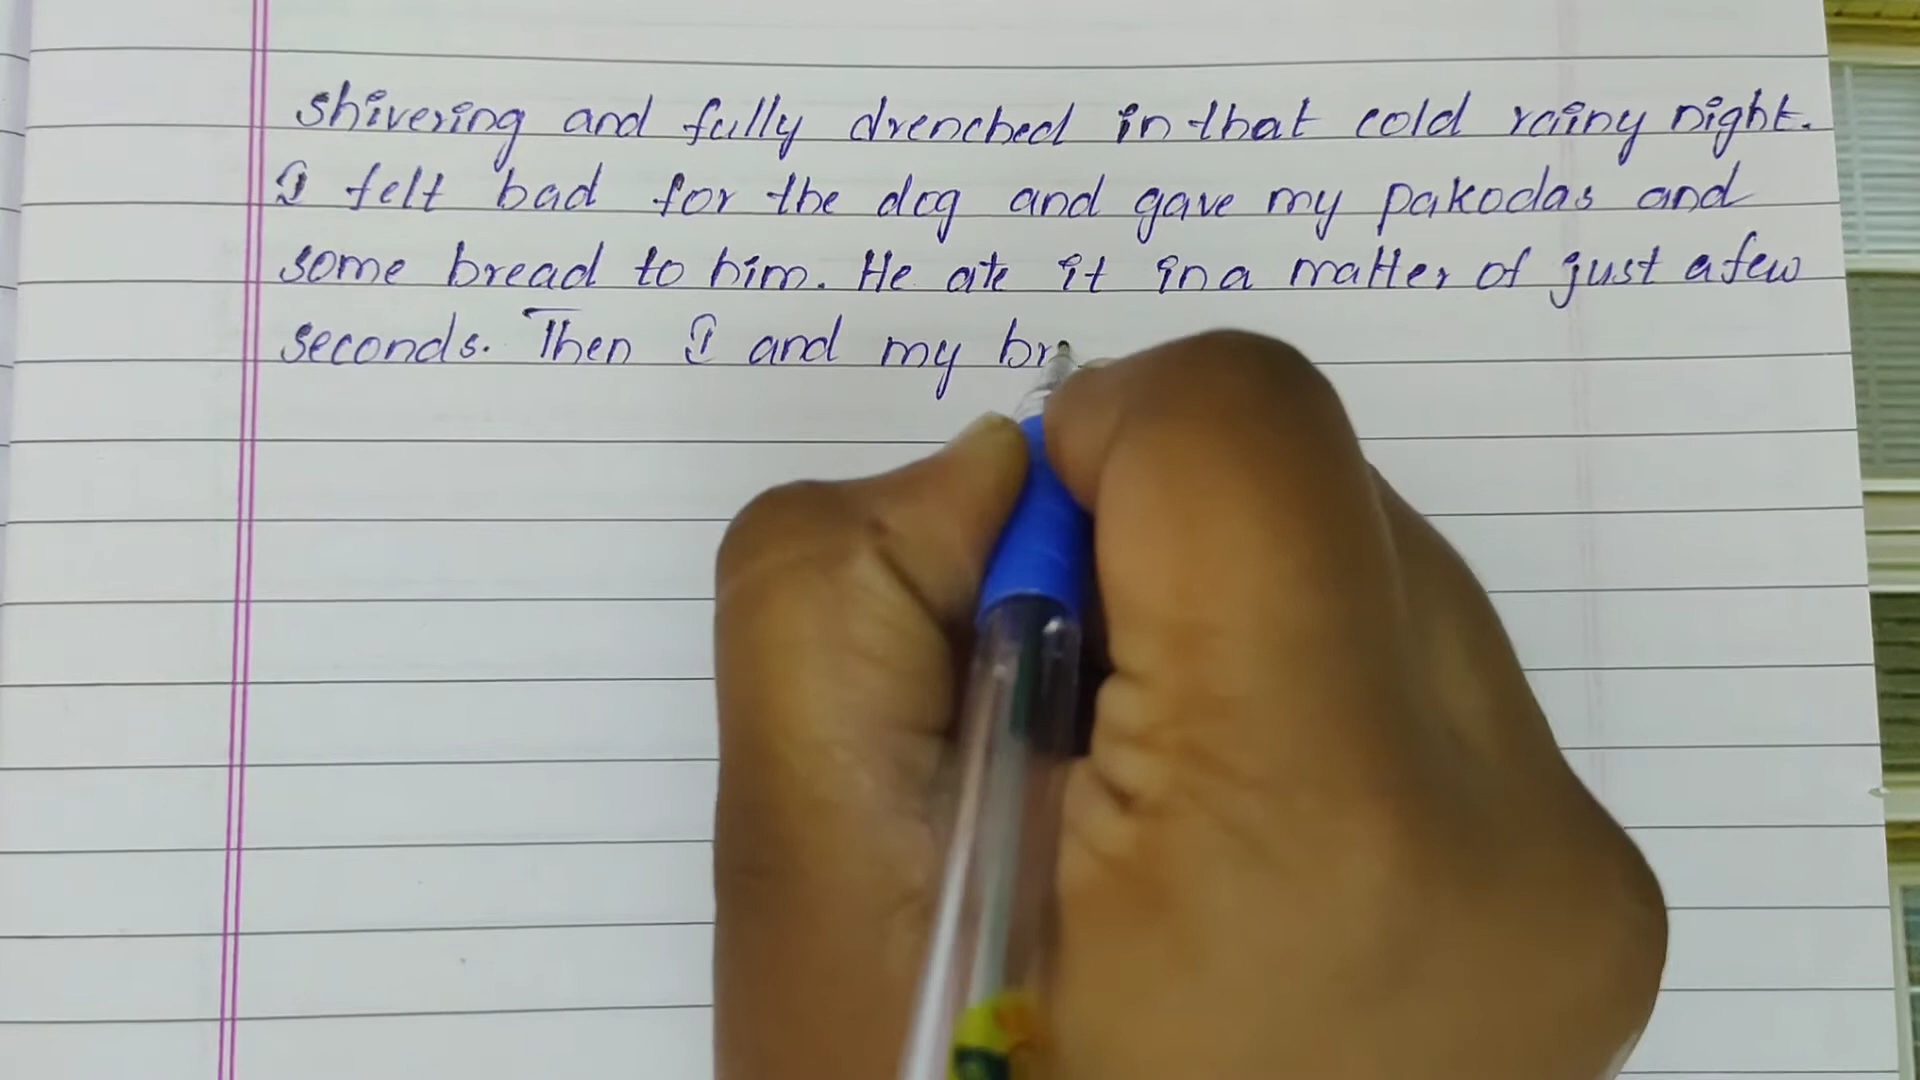 shivering and fully drenched in that cold rainy night.
I felt bad for the dog and gave my pakodas and
some bread to him. He ate it in a matter of just a few
seconds. Then I and my br